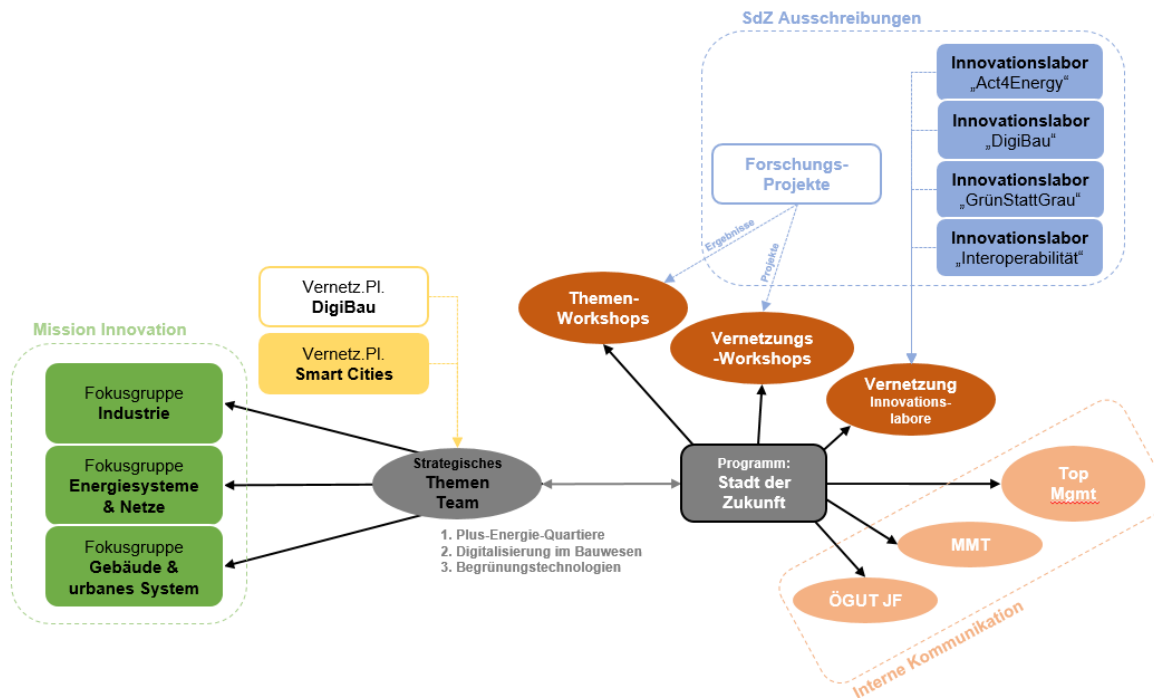 SdZ Ausschreibungen
Innovationslabor
„Act4Energy“
Innovationslabor
„DigiBau“
Innovationslabor
„GrünStattGrau“
Innovationslabor
„Interoperabilität“
Forschungs-
Projekte
Ergebnisse
Projekte
Themen-
Workshops
Vernetzungs
-Workshops
Vernetzung
Innovations-
labore
Vernetz.Pl.
DigiBau
Vernetz.Pl.
Smart Cities
Mission Innovation
Fokusgruppe
Industrie
Fokusgruppe
Energiesysteme
& Netze
Fokusgruppe
Gebäude &
urbanes System
Strategisches
Themen
Team
Programm:
Stadt der
Zukunft
1. Plus-Energie-Quartiere
2. Digitalisierung im Bauwesen
3. Begrünungstechnologien
Top
Mgmt
MMT
ÖGUT JF
Interne Kommunikation